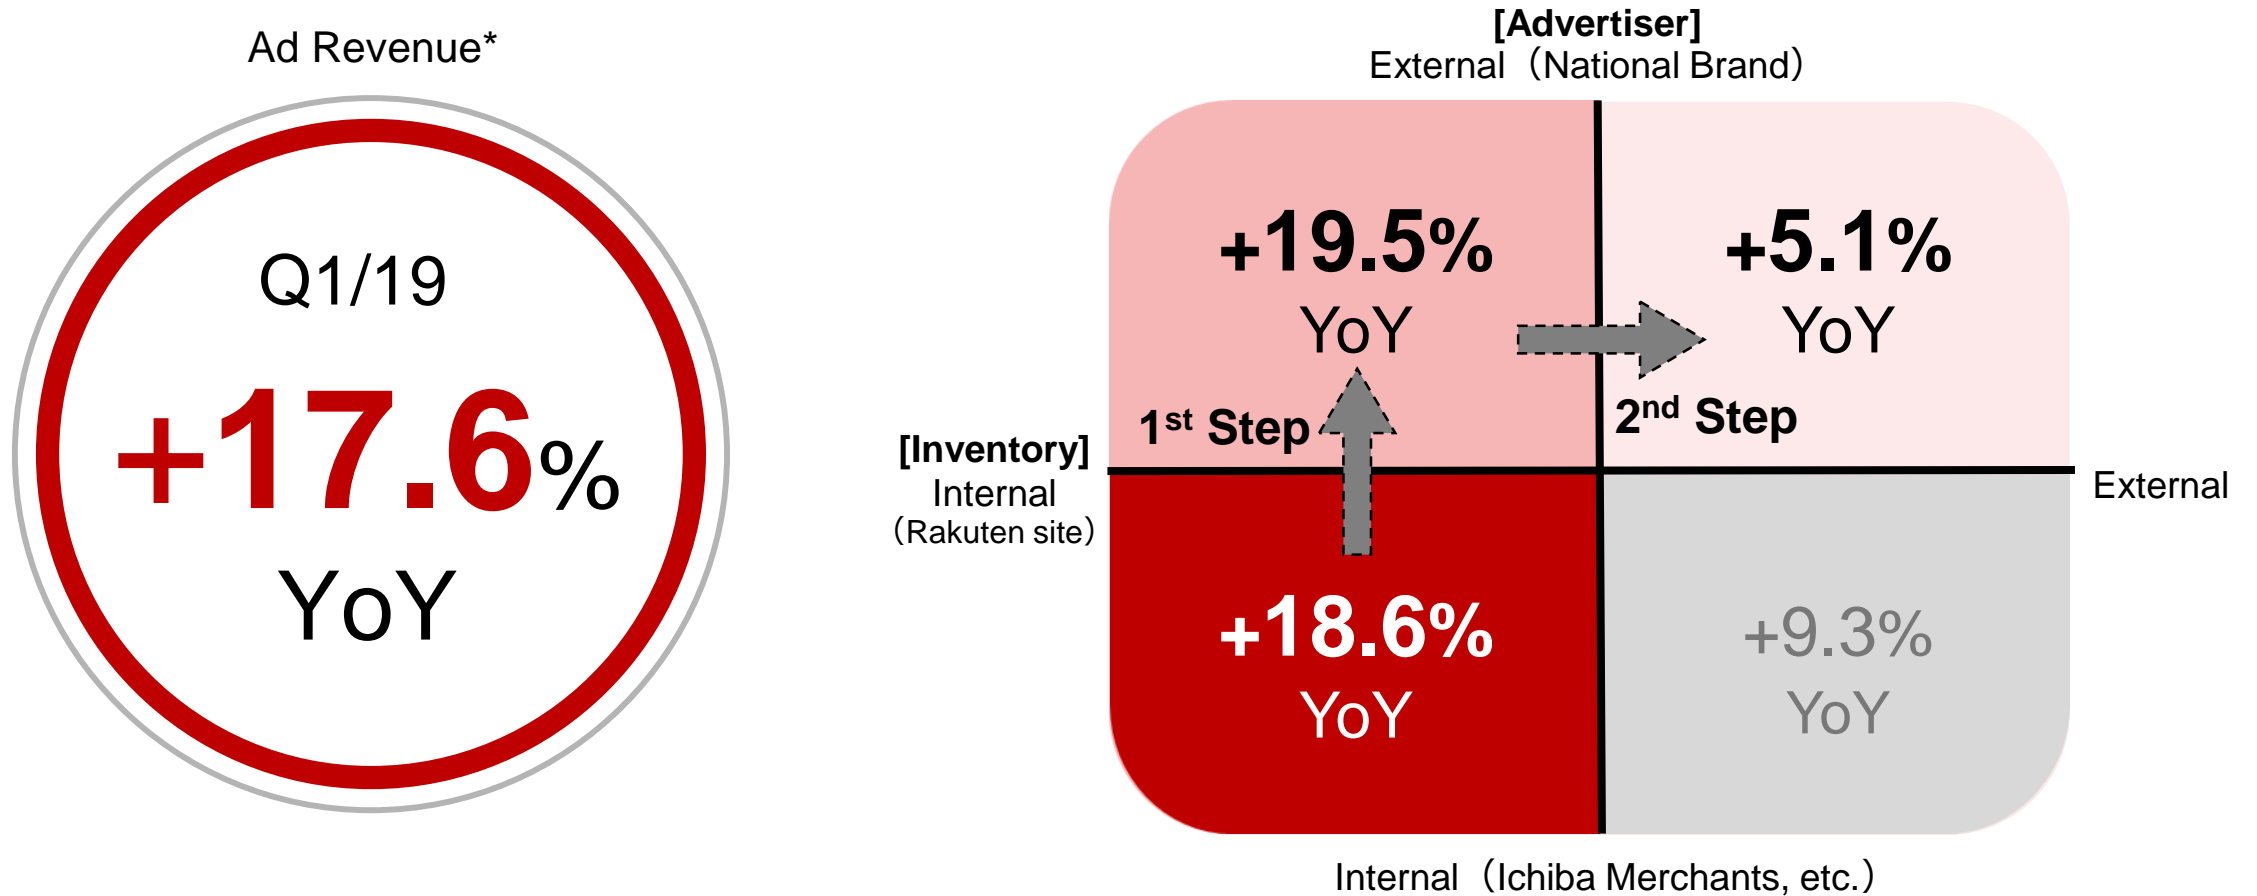 Ad Revenue*
Q1/19
+17.6%
YoY
[Advertiser]
External（National Brand）
+19.5%
YoY
+5.1%
YoY
1st Step
2nd Step
[Inventory]
Internal
（Rakuten site）
External
+18.6%
YoY
+9.3%
YoY
Internal（Ichiba Merchants, etc.）